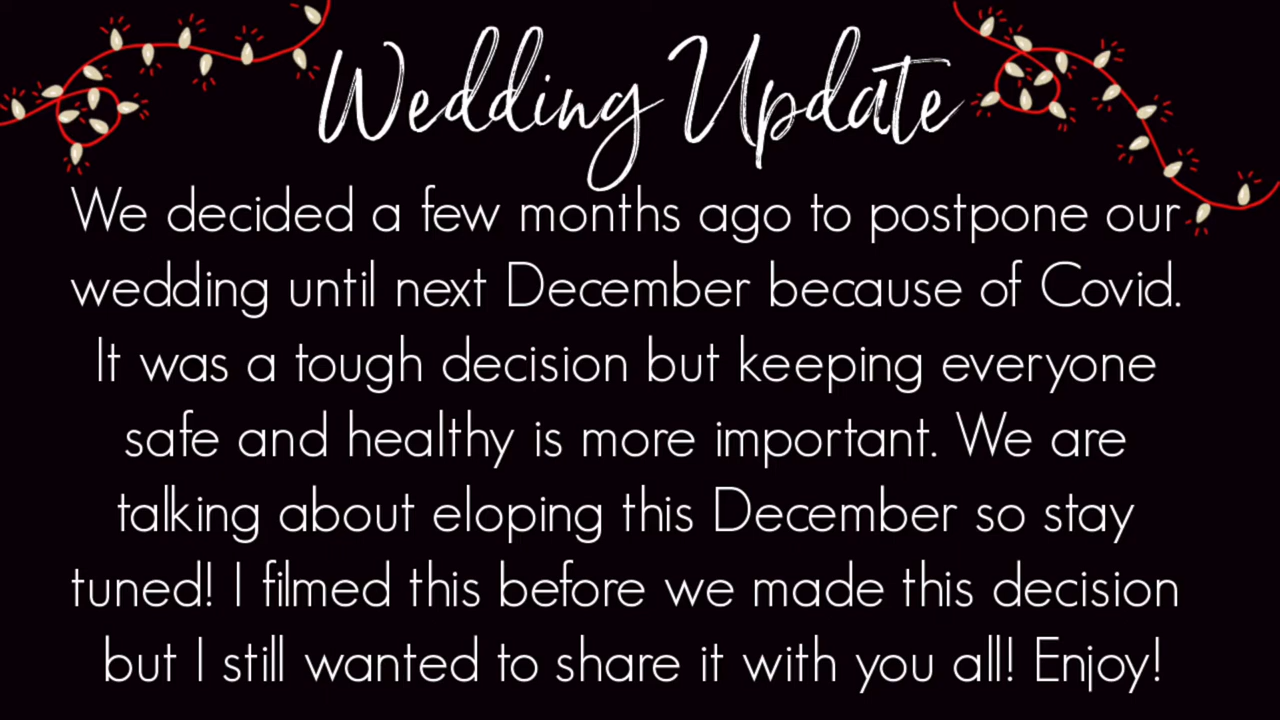 Wedding Update
We decided a few months ago to postpone our
wedding until next December because of Covid.
It was a tough decision but keeping everyone
safe and healthy is more important. We are
talking about eloping this December so stay
tuned! I filmed this before we made this decision
but I still wanted to share it with you all! Enjoy!